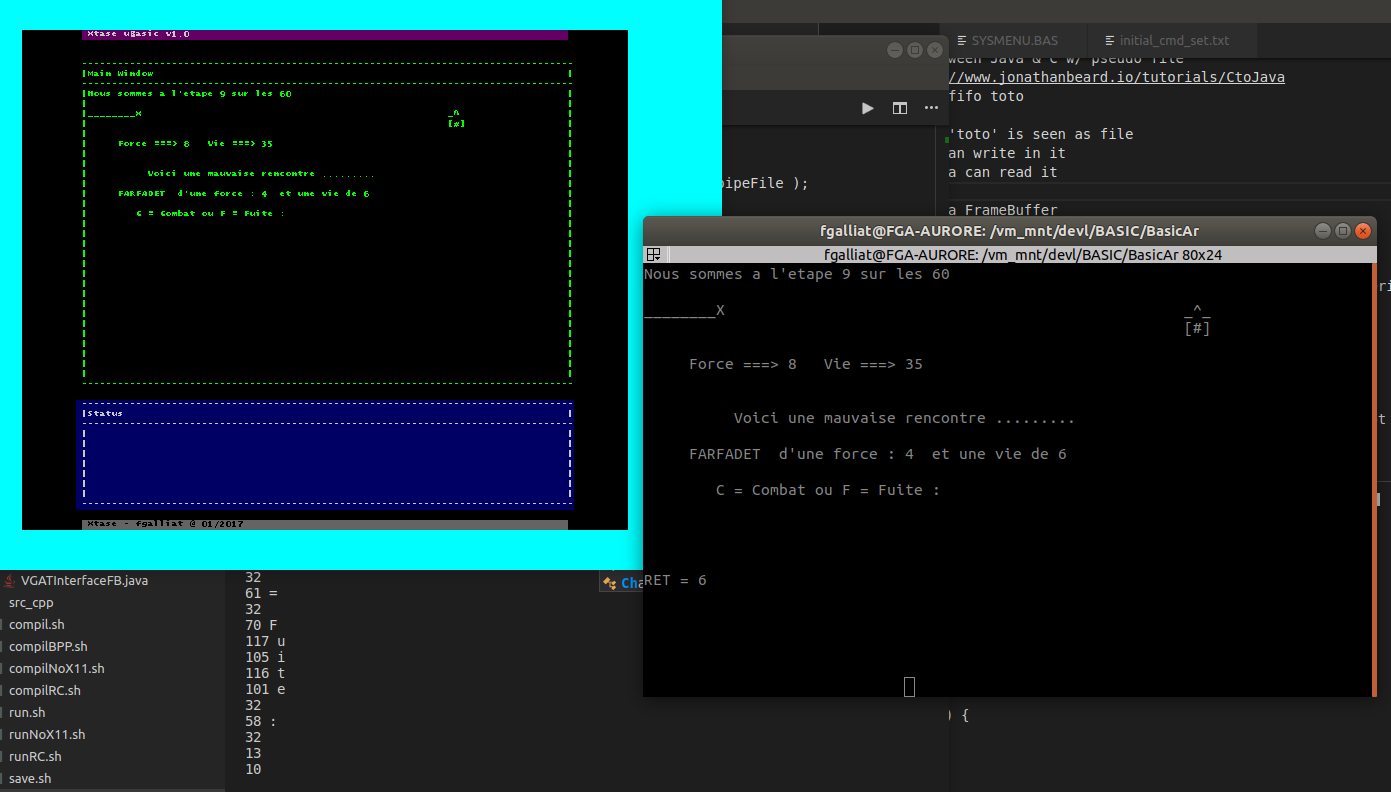 Xtase uBasic v1.0
Main Window
Nous sommes a l'etape 9 sur les 60
________X _^
[#]
Force ===> 8 Vie ===> 35
Voici une mauvaise rencontre .........
FARFADET d'une force : 4 et une vie de 6
C = Combat ou F = Fuite :
Status
Xtase - fgalliat @ 01/2017
SYSMENU.BAS
initial_cmd_set.txt
ween Java & C w/ pseudo file
//www.jonathanbeard.io/tutorials/CtoJava
fifo toto
'toto' is seen as file
an write in it
a can read it
a FrameBuffer
pipeFile );
fgalliat@FGA-AURORE: /vm_mnt/devl/BASIC/BasicAr
fgalliat@FGA-AURORE: /vm_mnt/devl/BASIC/BasicAr 80x24
Nous sommes a l'etape 9 sur les 60
________X _^_
[#]
Force ===> 8 Vie ===> 35
Voici une mauvaise rencontre .........
FARFADET d'une force : 4 et une vie de 6
C = Combat ou F = Fuite :
RET = 6
VGATInterfaceFB.java
src_cpp
compil.sh
compilBPP.sh
compilNoX11.sh
compilRC.sh
run.sh
runNoX11.sh
runRC.sh
save.sh
32
61 =
32
70 F
117 u
105 i
116 t
101 e
32
58 :
32
13
10
Cha
) {